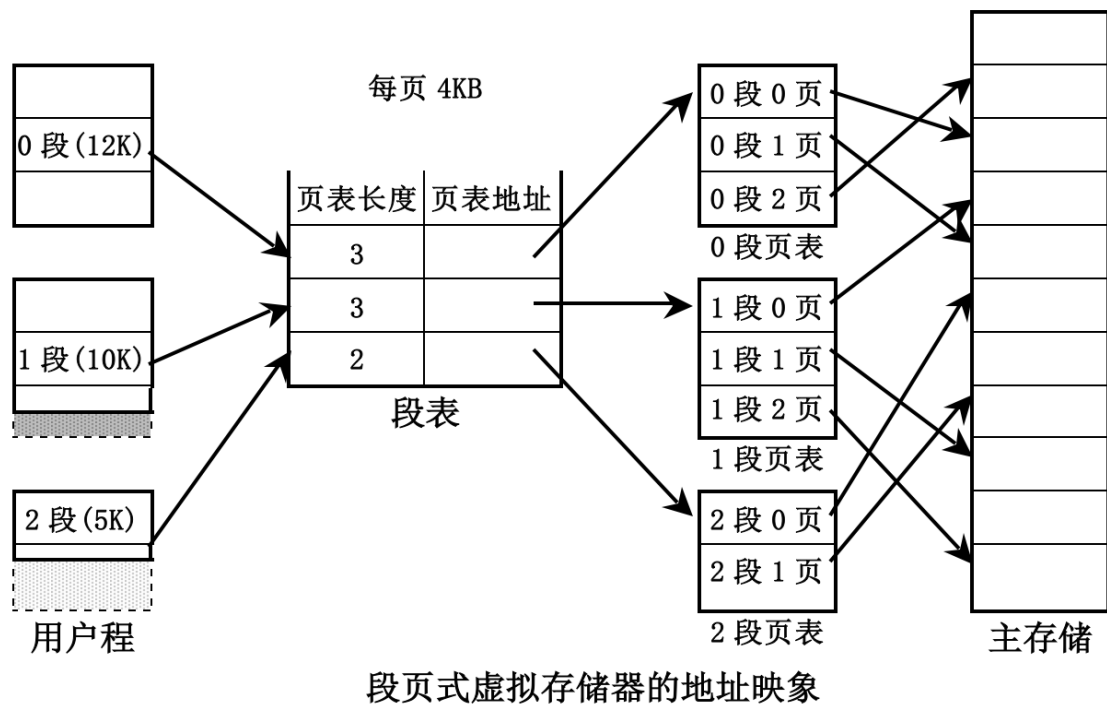 每页 4KB
0 段(12K)
1 段(10K)
2 段(5K)
用户程
页表长度 页表地址
3
3
2
段表
0 段 0 页
0 段 1 页
0 段 2 页
0 段页表
1 段 0 页
1 段 1 页
1 段 2 页
1 段页表
2 段 0 页
2 段 1 页
2 段页表
主存储
段页式虚拟存储器的地址映象